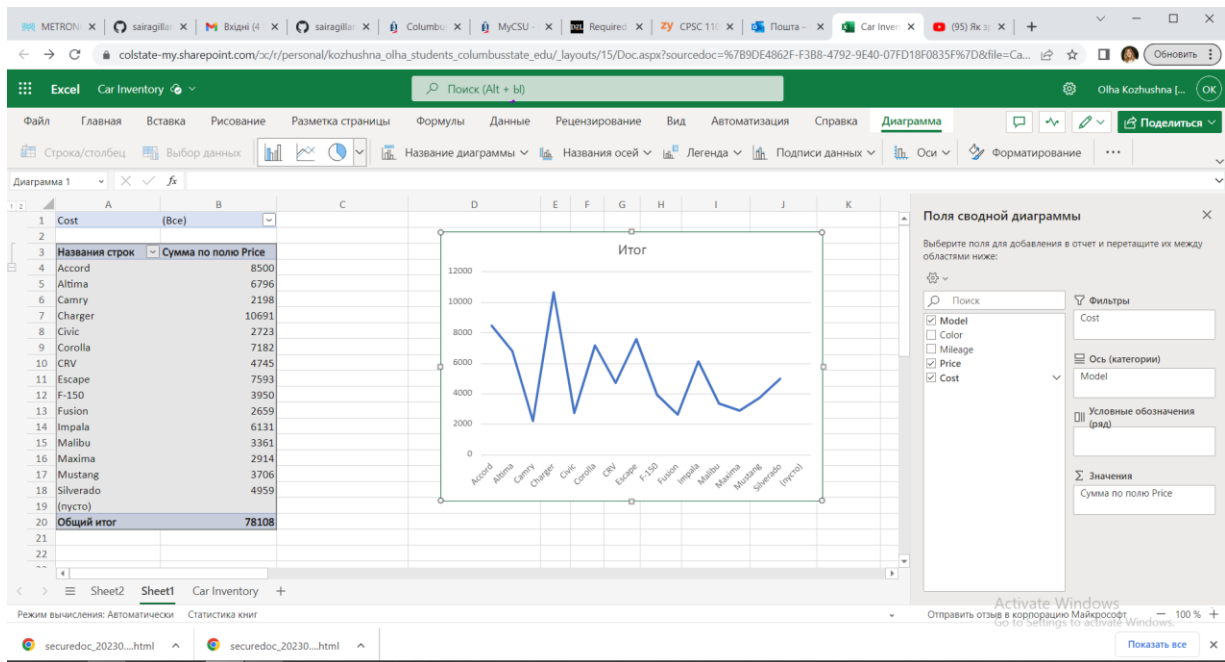 METRON
sairagillar
Вхідні (4
sairagillar
Columbus
MyCSU -
Required
CPSC 110
Пошта –
Car Inven
(95) Як з
colstate-my.sharepoint.com/:x:/r/personal/kozhushna_olha_students_columbusstate_edu/_layouts/15/Doc.aspx?sourcedoc=%7B9DE4862F-F3B8-4792-9E40-07FD18F0835F%7D&file=Ca...
Обновить
Excel Car Inventory
Поиск (Alt + Ы)
Olha Kozhushna [... OK
Файл Главная Вставка Рисование Разметка страницы Формулы Данные Рецензирование Вид Автоматизация Справка Диаграмма Поделиться
Строка/столбец Выбор данных Название диаграммы Названия осей Легенда Подписи данных Оси Форматирование ...
Диаграмма 1 fx
1 2 A B C D E F G H I J K
1 Cost (Все)
2
3 Названия строк Сумма по полю Price
4 Accord 8500
5 Altima 6796
6 Camry 2198
7 Charger 10691
8 Civic 2723
9 Corolla 7182
10 CRV 4745
11 Escape 7593
12 F-150 3950
13 Fusion 2659
14 Impala 6131
15 Malibu 3361
16 Maxima 2914
17 Mustang 3706
18 Silverado 4959
19 (пусто)
20 Общий итог 78108
21
22
Итог
12000
10000
8000
6000
4000
2000
0
Accord Altima Camry Charger Civic Corolla CRV Escape F-150 Fusion Impala Malibu Maxima Mustang Silverado (пусто)
Поля сводной диаграммы
Выберите поля для добавления в отчет и перетащите их между
областями ниже:
Поиск
Model
Color
Mileage
Price
Cost
Фильтры
Cost
Ось (категории)
Model
Условные обозначения
(ряд)
Значения
Сумма по полю Price
Sheet2 Sheet1 Car Inventory +
Режим вычисления: Автоматически Статистика книг
Отправить отзыв в корпорацию Майкрософт 100 %
Activate Windows
Go to Settings to activate Windows.
securedoc_20230....html
securedoc_20230....html
Показать все